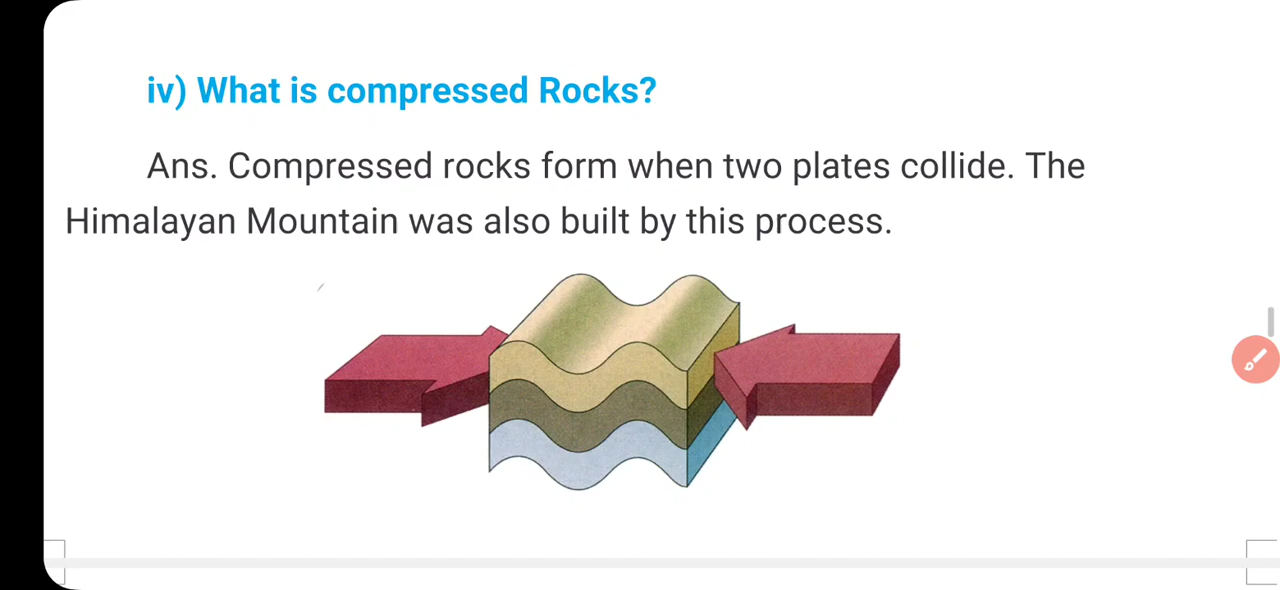 iv) What is compressed Rocks?
Ans. Compressed rocks form when two plates collide. The
Himalayan Mountain was also built by this process.